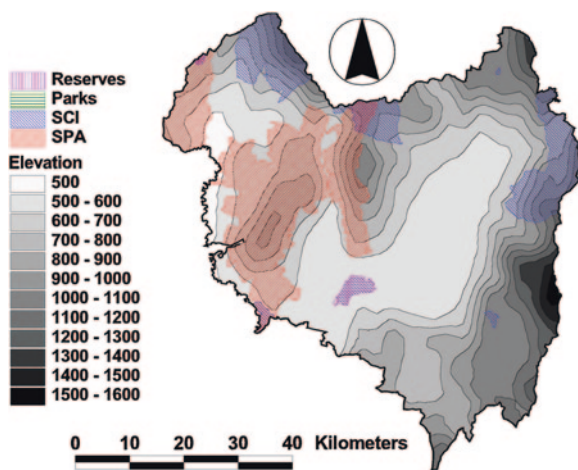 Reserves
Parks
SCI
SPA
Elevation
500
500 - 600
600 - 700
700 - 800
800 - 900
900 - 1000
1000 - 1100
1100 - 1200
1200 - 1300
1300 - 1400
1400 - 1500
1500 - 1600
0 10 20 30 40 Kilometers